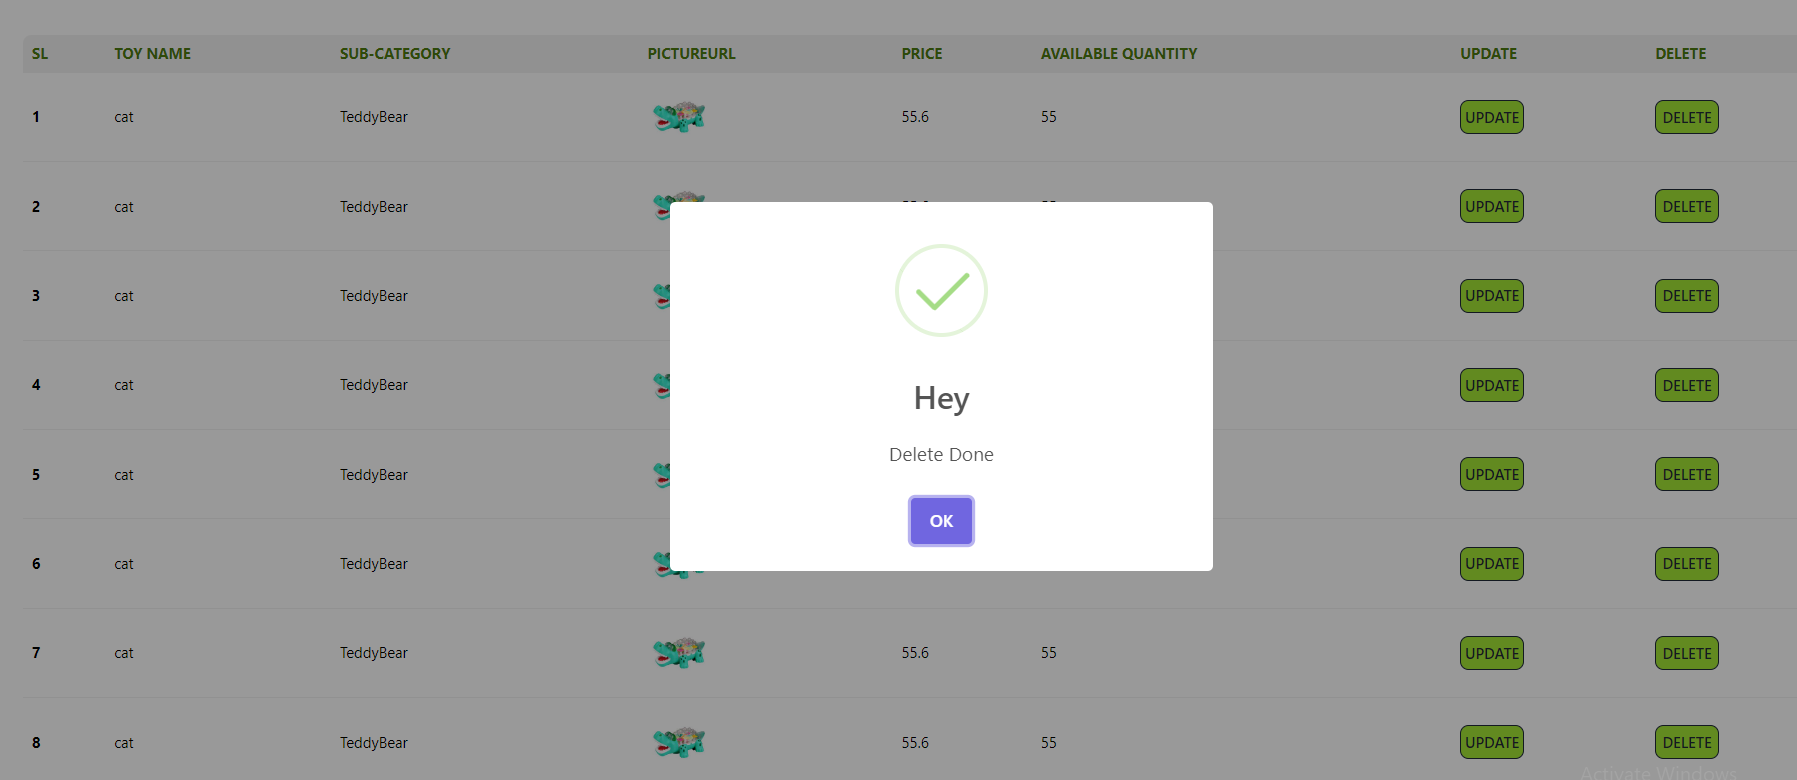 SL TOY NAME SUB-CATEGORY PICTUREURL PRICE AVAILABLE QUANTITY UPDATE DELETE
1 cat TeddyBear 55.6 55 UPDATE DELETE
2 cat TeddyBear UPDATE DELETE
3 cat TeddyBear UPDATE DELETE
4 cat TeddyBear UPDATE DELETE
Hey
5 cat TeddyBear UPDATE DELETE
Delete Done
OK
6 cat TeddyBear UPDATE DELETE
7 cat TeddyBear 55.6 55 UPDATE DELETE
8 cat TeddyBear 55.6 55 UPDATE DELETE
Activate Windows